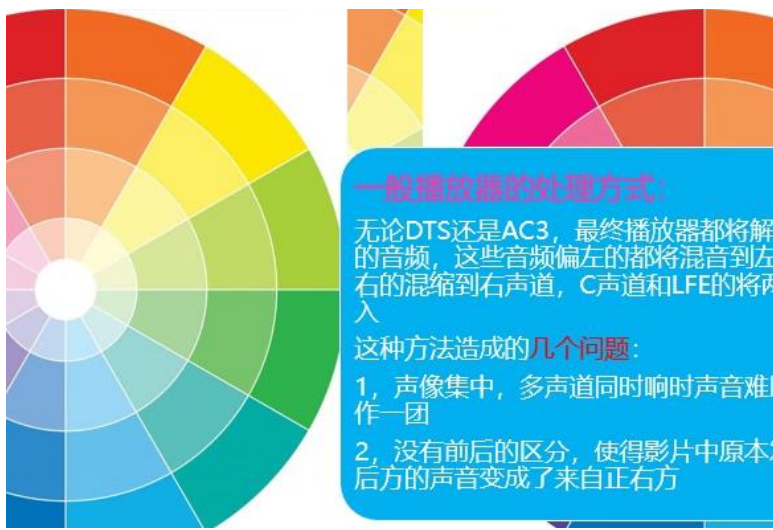 一般播放器的处理方式:
无论DTS还是AC3，最终播放器都将解
的音频，这些音频偏左的都将混音到左
右的混缩到右声道，C声道和LFE的将两
入
这种方法造成的几个问题:
1，声像集中，多声道同时响时声音难
作一团
2，没有前后的区分，使得影片中原本
后方的声音变成了来自正右方